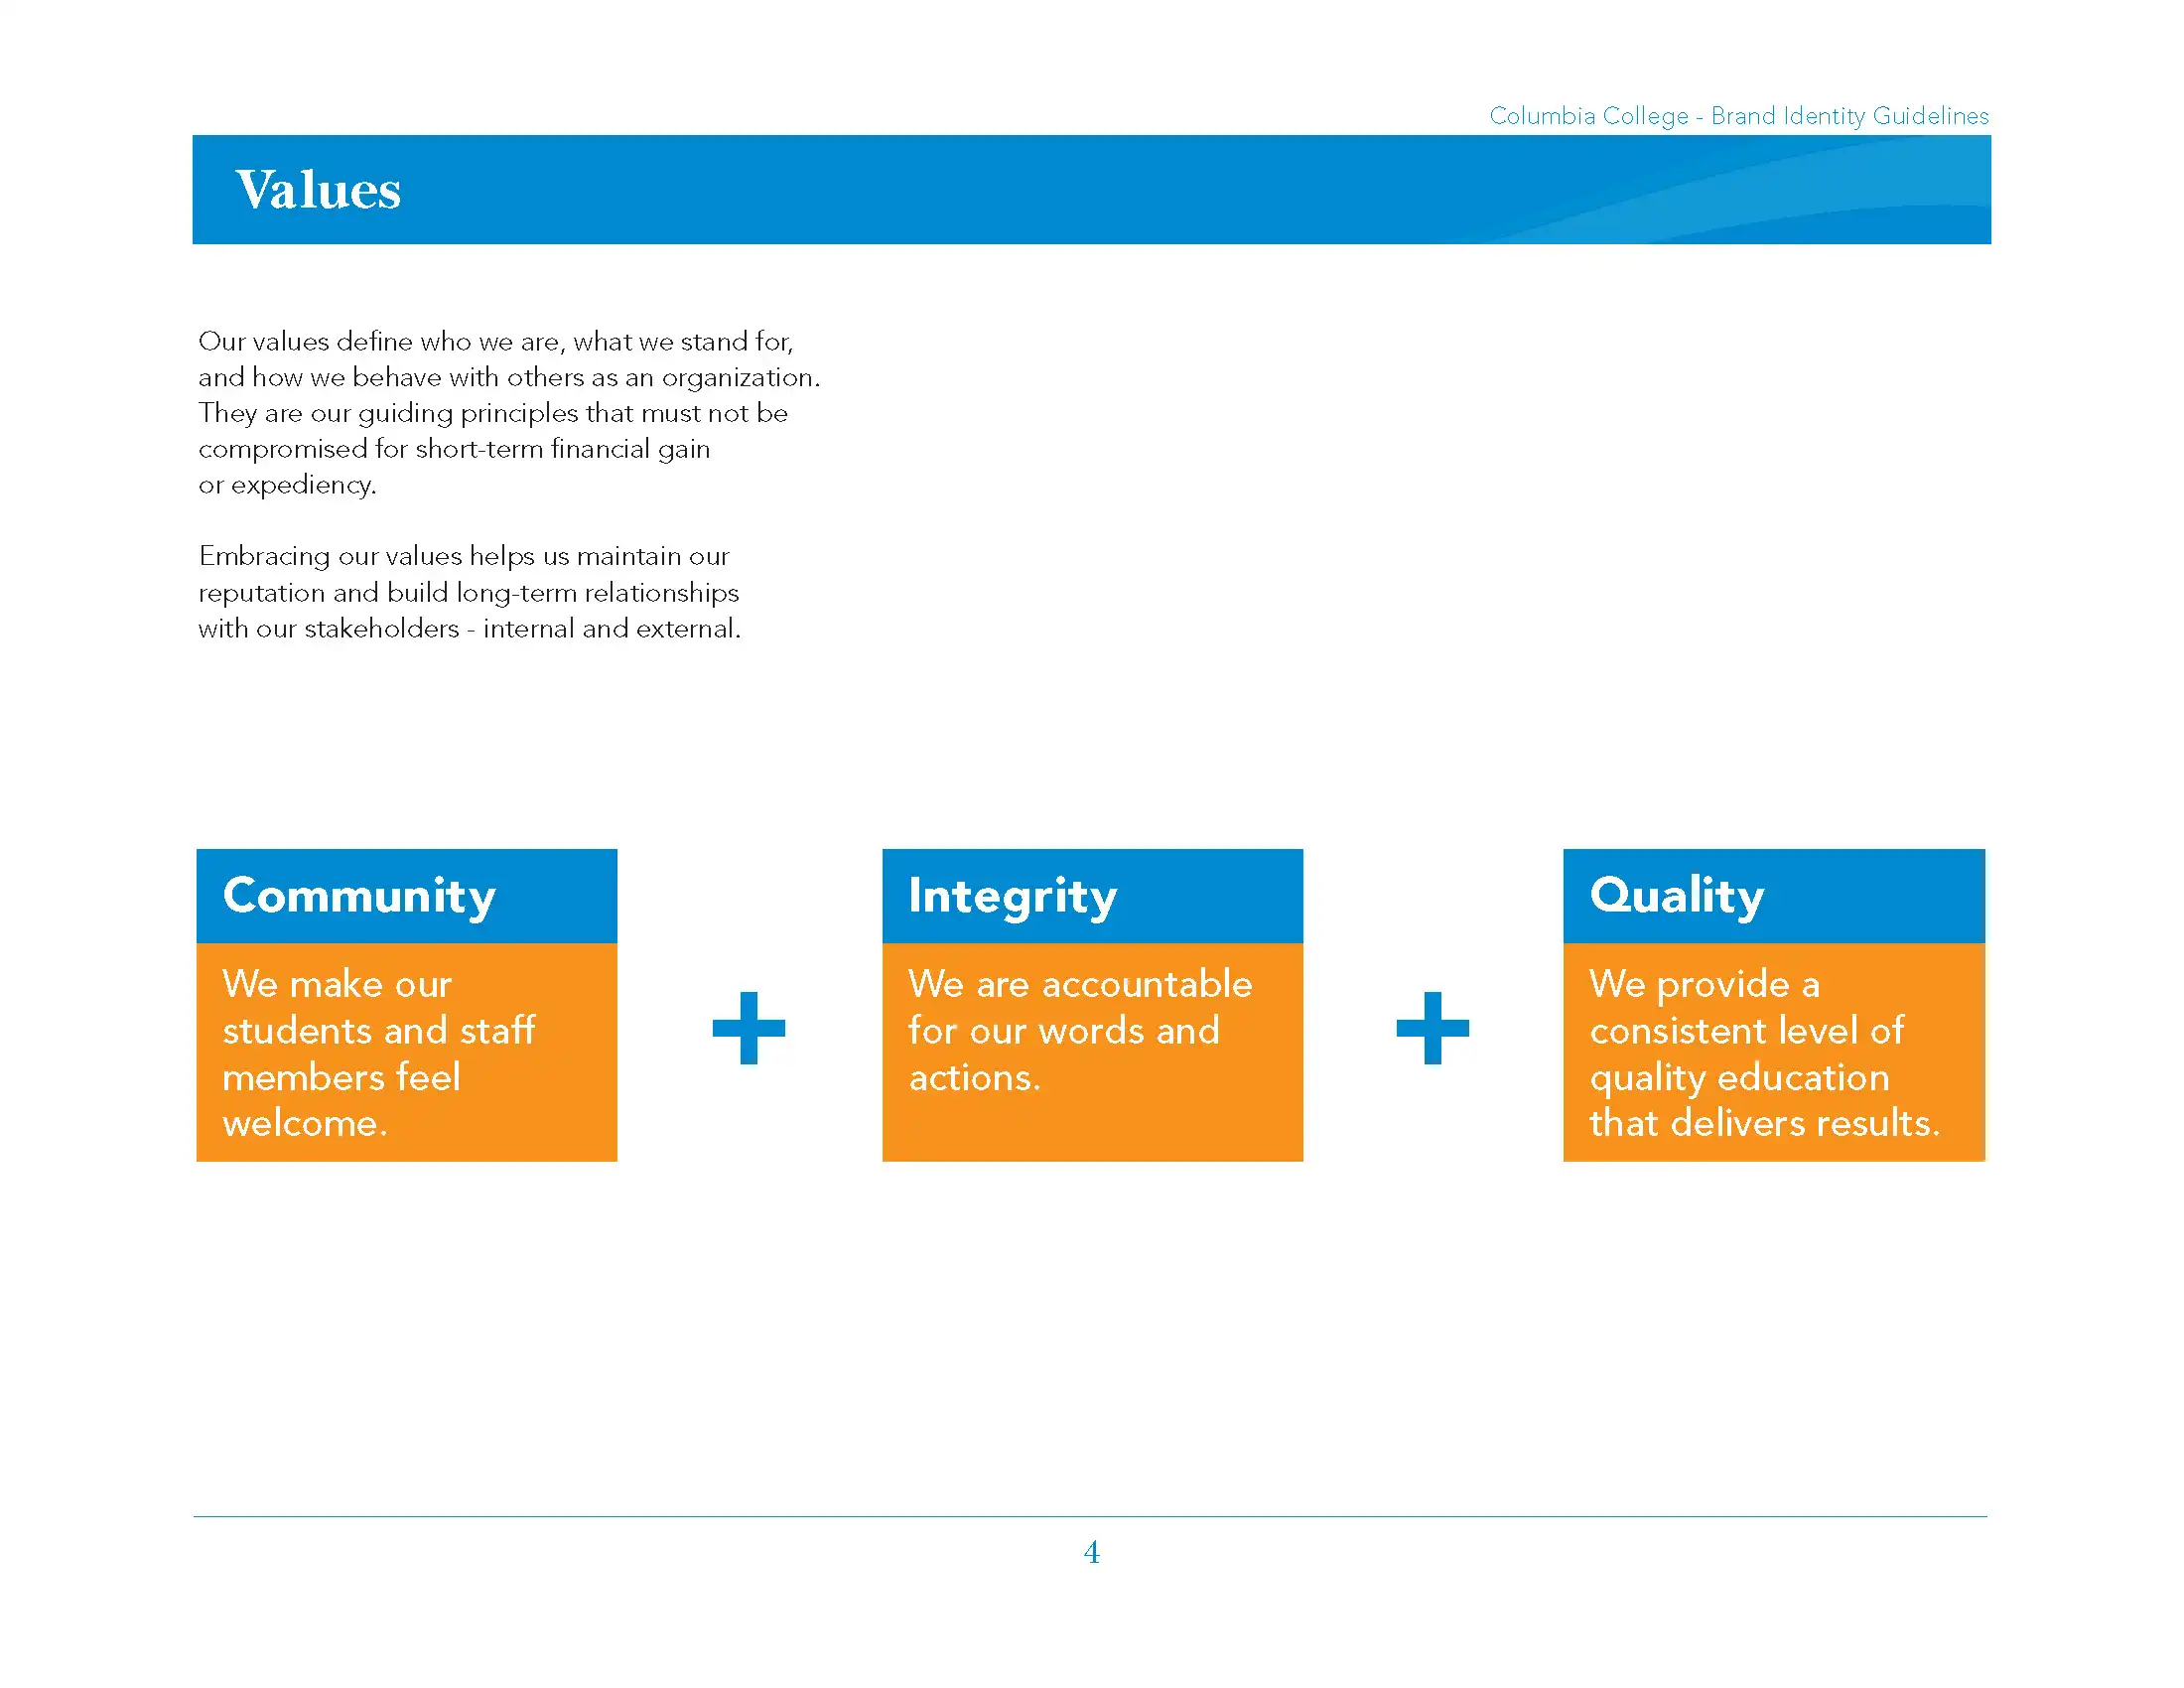 Columbia College - Brand Identity Guidelines
Values
Our values define who we are, what we stand for,
and how we behave with others as an organization.
They are our guiding principles that must not be
compromised for short-term financial gain
or expediency.
Embracing our values helps us maintain our
reputation and build long-term relationships
with our stakeholders - internal and external.
Community
We make our
students and staff
members feel
welcome.
+
Integrity
We are accountable
for our words and
actions.
+
Quality
We provide a
consistent level of
quality education
that delivers results.
4